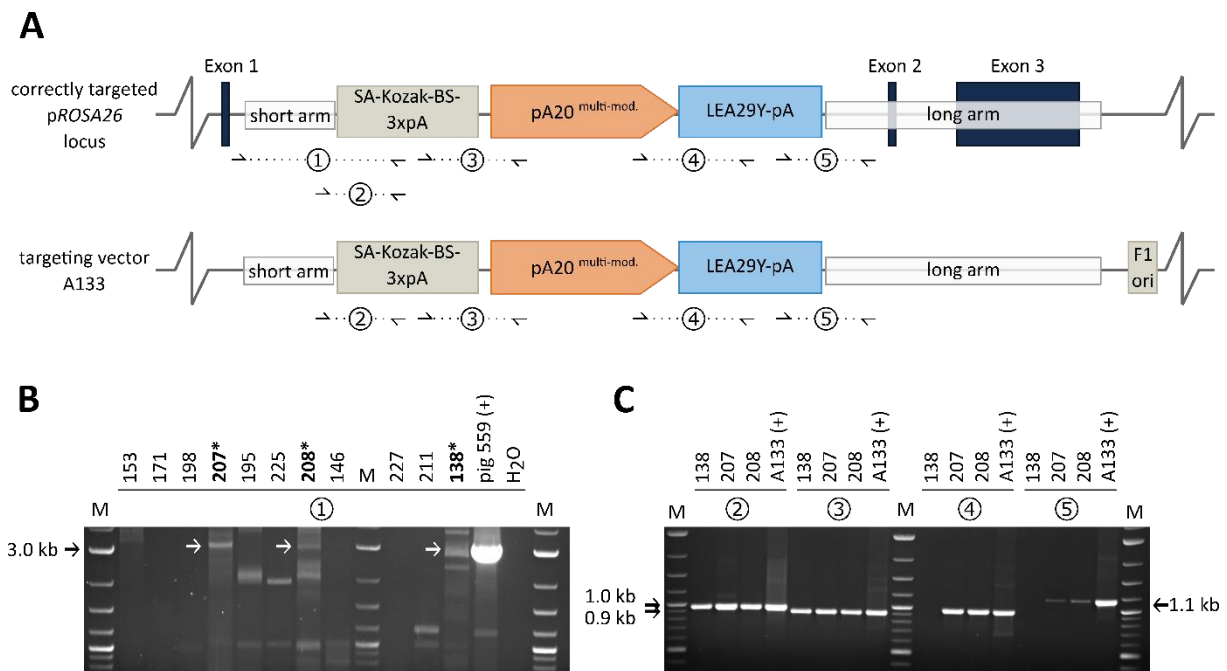 A
correctly targeted
pROSA26
locus
Exon 1
short arm
SA-Kozak-BS-
3xpA
pA20 multi-mod.
LEA29Y-pA
Exon 2
Exon 3
long arm
① ③ ④ ⑤
②
targeting vector
A133
short arm
SA-Kozak-BS-
3xpA
pA20 multi-mod.
LEA29Y-pA
long arm
F1
ori
② ③ ④ ⑤
B
M 153 171 198 207* 195 225 208* 146 M 227 211 138* pig 559 (+) H₂O M
①
3.0 kb
C
M 138 207 208 A133 (+) 138 207 208 A133 (+) M 138 207 208 A133 (+) 138 207 208 A133 (+) M
② ③ ④ ⑤
1.0 kb
0.9 kb
1.1 kb